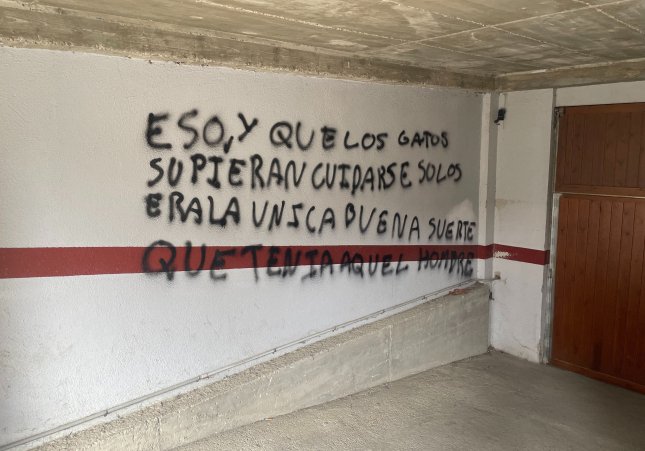 ESO, Y QUE LOS GATOS
SUPIERAN CUIDARSE SOLOS
ERA LA UNICA BUENA SUERTE
QUE TENIA AQUEL HOMBRE